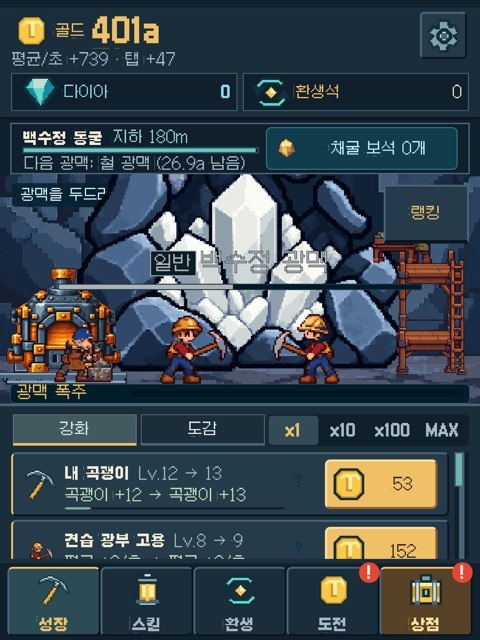 골드 401a
평균/초 +739 · 탭 +47
다이아 0
환생석 0
백수정 동굴 지하 180m
다음 광맥: 철 광맥 (26.9a 남음)
채굴 보석 0개
광맥을 두드리
랭킹
일반 백수정 광맥
광맥 폭주
강화 도감 x1 x10 x100 MAX
내 곡괭이 Lv.12 → 13
곡괭이 +12 → 곡괭이 +13
?
53
견습 광부 고용 Lv.8 → 9
152
성장 스킬 환생 도전 상점